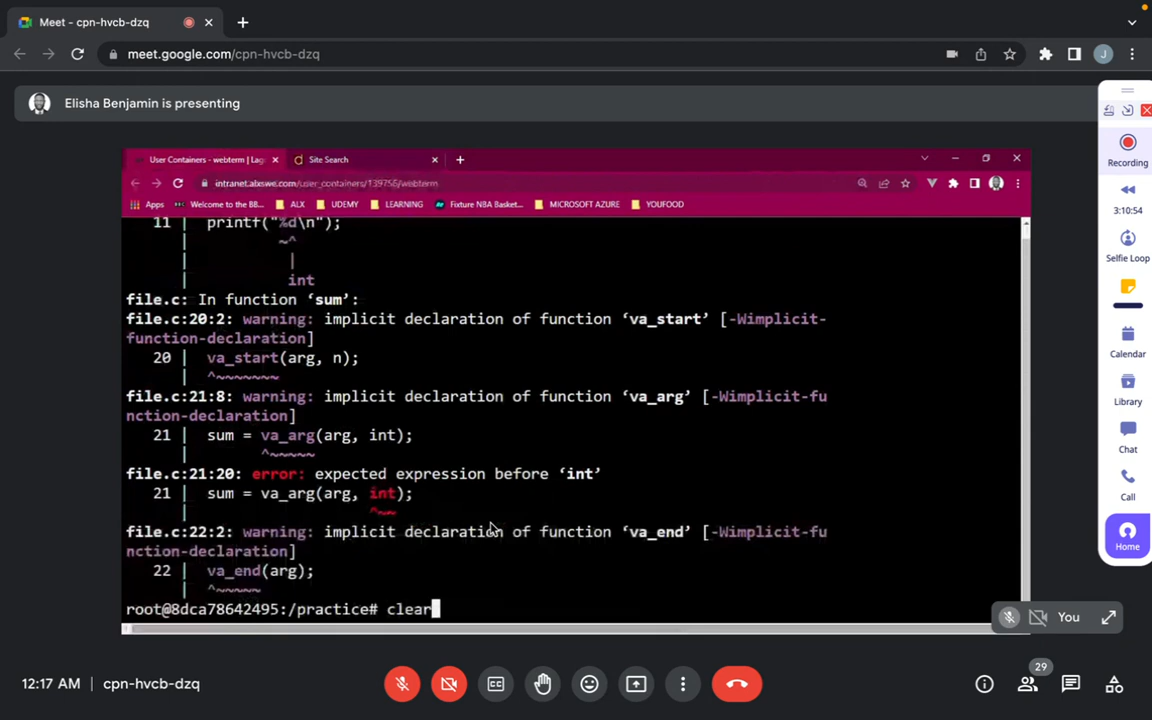 Meet - cpn-hvcb-dzq
meet.google.com/cpn-hvcb-dzq
J
Elisha Benjamin is presenting
User Containers - webterm | Lag
Site Search
intranet.alxswe.com/user_containers/139756/webterm
Apps
Welcome to the BB...
ALX
UDEMY
LEARNING
Fixture NBA Basket...
MICROSOFT AZURE
YOUFOOD
11 | printf("%d\n");
| ~^
| |
| int
file.c: In function ‘sum’:
file.c:20:2: warning: implicit declaration of function ‘va_start’ [-Wimplicit-
function-declaration]
20 | va_start(arg, n);
| ^~~~~~~~
file.c:21:8: warning: implicit declaration of function ‘va_arg’ [-Wimplicit-fu
nction-declaration]
21 | sum = va_arg(arg, int);
| ^~~~~~
file.c:21:20: error: expected expression before ‘int’
21 | sum = va_arg(arg, int);
| ^~~
file.c:22:2: warning: implicit declaration of function ‘va_end’ [-Wimplicit-fu
nction-declaration]
22 | va_end(arg);
| ^~~~~~
root@8dca78642495:/practice# clear
You
12:17 AM | cpn-hvcb-dzq
29
Recording
3:10:54
Selfie Loop
Calendar
Library
Chat
Call
Home